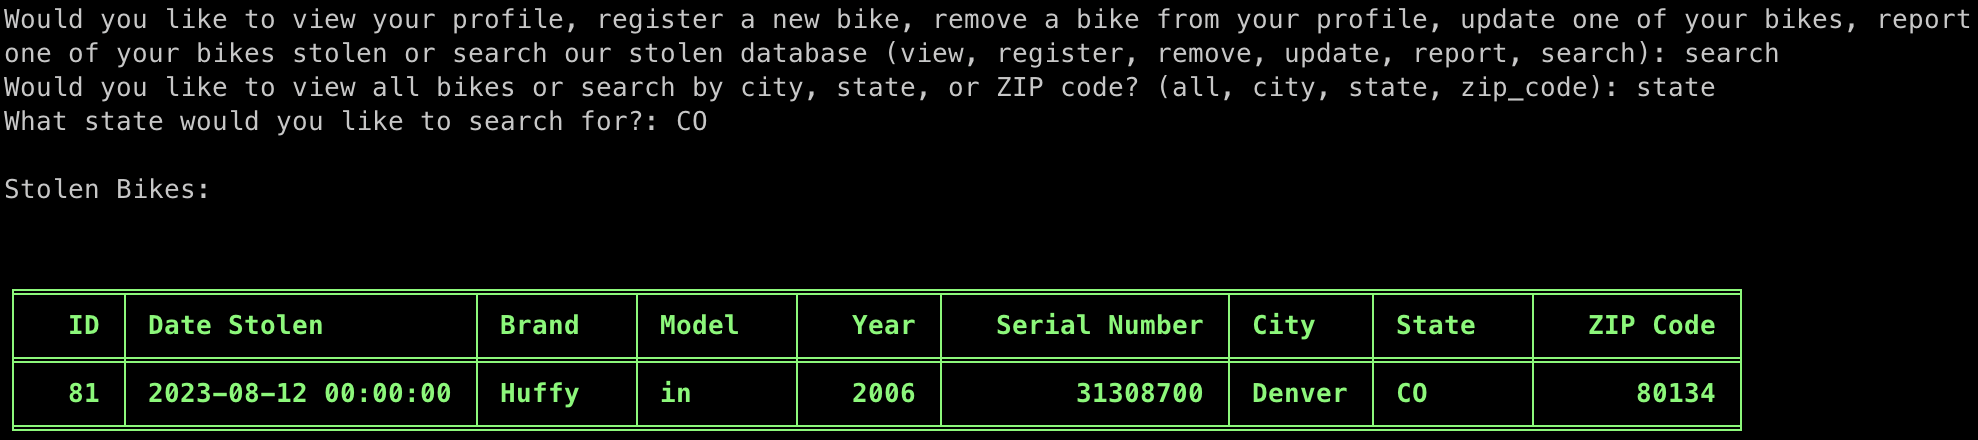 Would you like to view your profile, register a new bike, remove a bike from your profile, update one of your bikes, report
one of your bikes stolen or search our stolen database (view, register, remove, update, report, search): search
Would you like to view all bikes or search by city, state, or ZIP code? (all, city, state, zip_code): state
What state would you like to search for?: CO
Stolen Bikes:
ID Date Stolen Brand Model Year Serial Number City State ZIP Code
81 2023-08-12 00:00:00 Huffy in 2006 31308700 Denver CO 80134